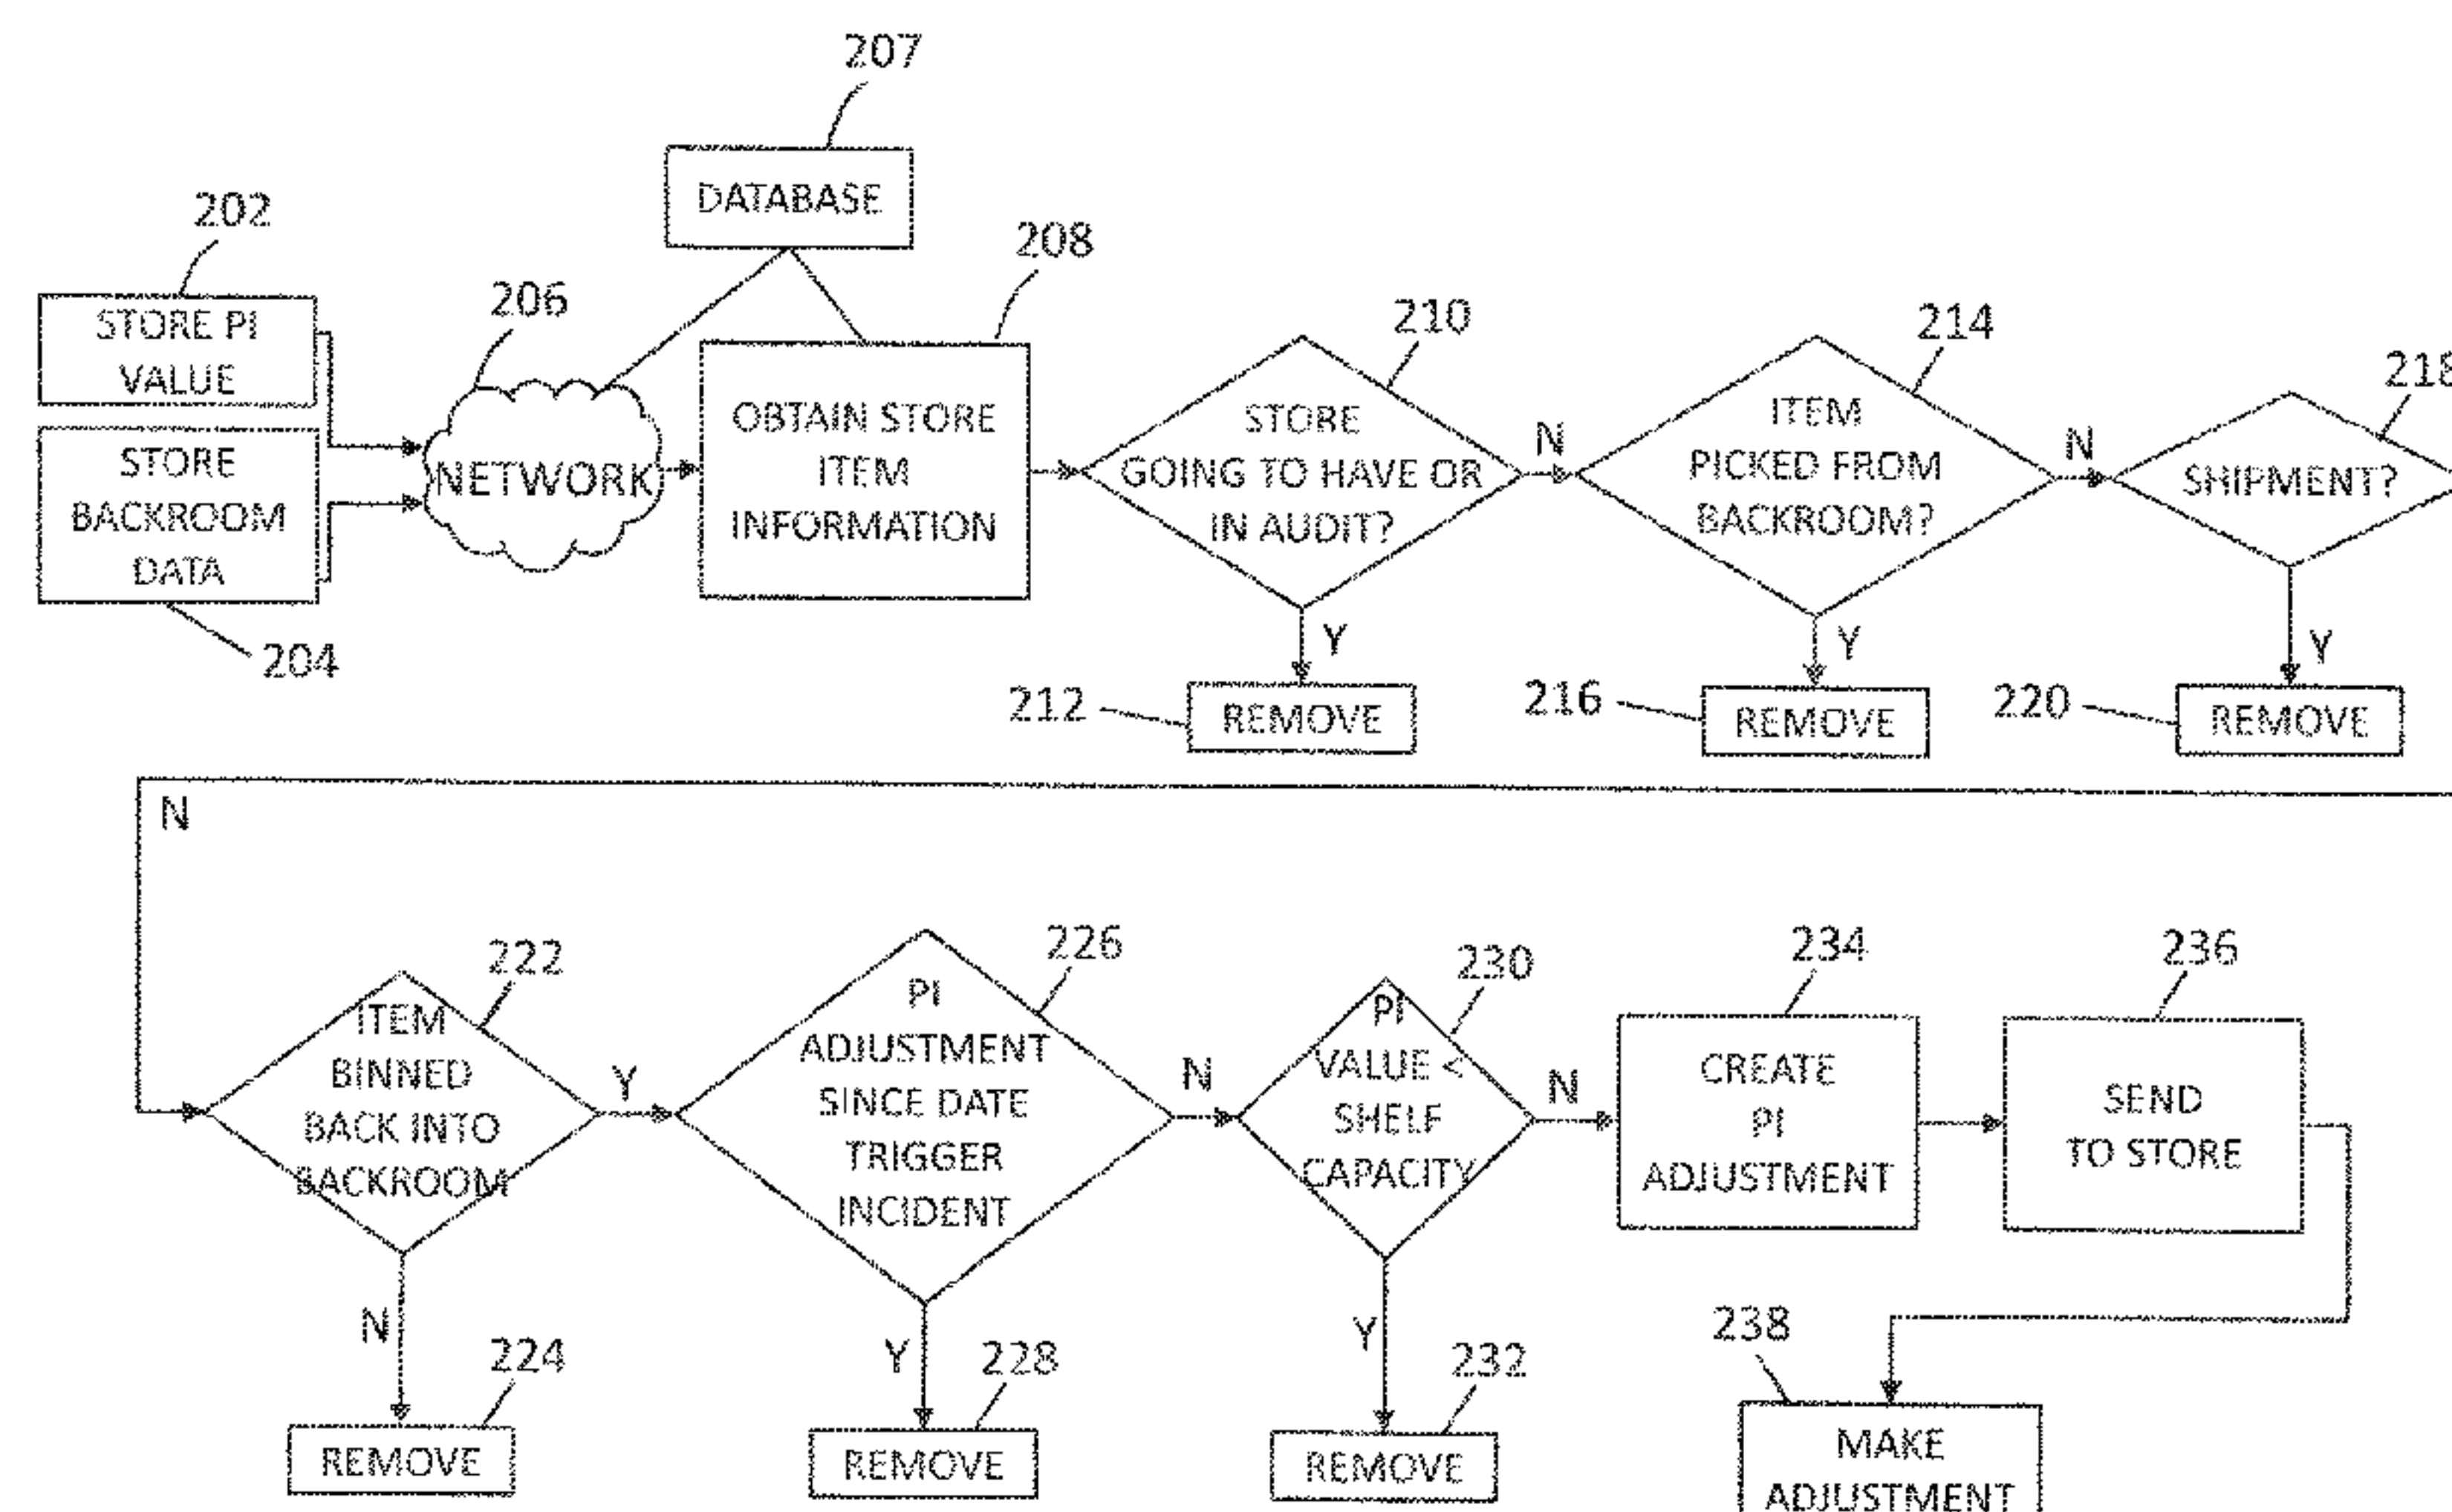 207
DATABASE
202
STORE PI
VALUE
206
208
STORE
BACKROOM
DATA
204
NETWORK
OBTAIN STORE
ITEM
INFORMATION
210
STORE
GOING TO HAVE OR
IN AUDIT?
N
Y
212
REMOVE
214
ITEM
PICKED FROM
BACKROOM?
N
Y
216
REMOVE
218
SHIPMENT?
Y
220
REMOVE
N
222
ITEM
BINNED
BACK INTO
BACKROOM
Y
N
224
REMOVE
226
PI
ADJUSTMENT
SINCE DATE
TRIGGER
INCIDENT
N
Y
228
REMOVE
230
PI
VALUE <
SHELF
CAPACITY
N
Y
232
REMOVE
234
CREATE
PI
ADJUSTMENT
236
SEND
TO STORE
238
MAKE
ADJUSTMENT